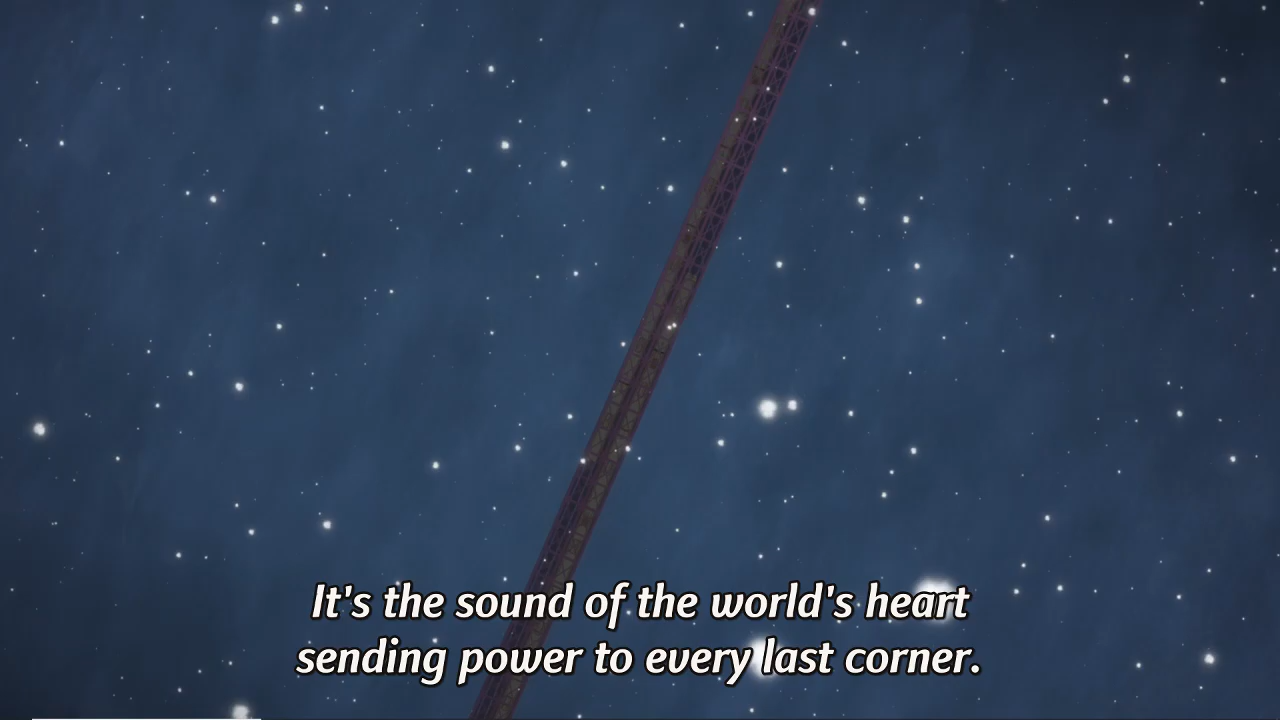 It's the sound of the world's heart
sending power to every last corner.